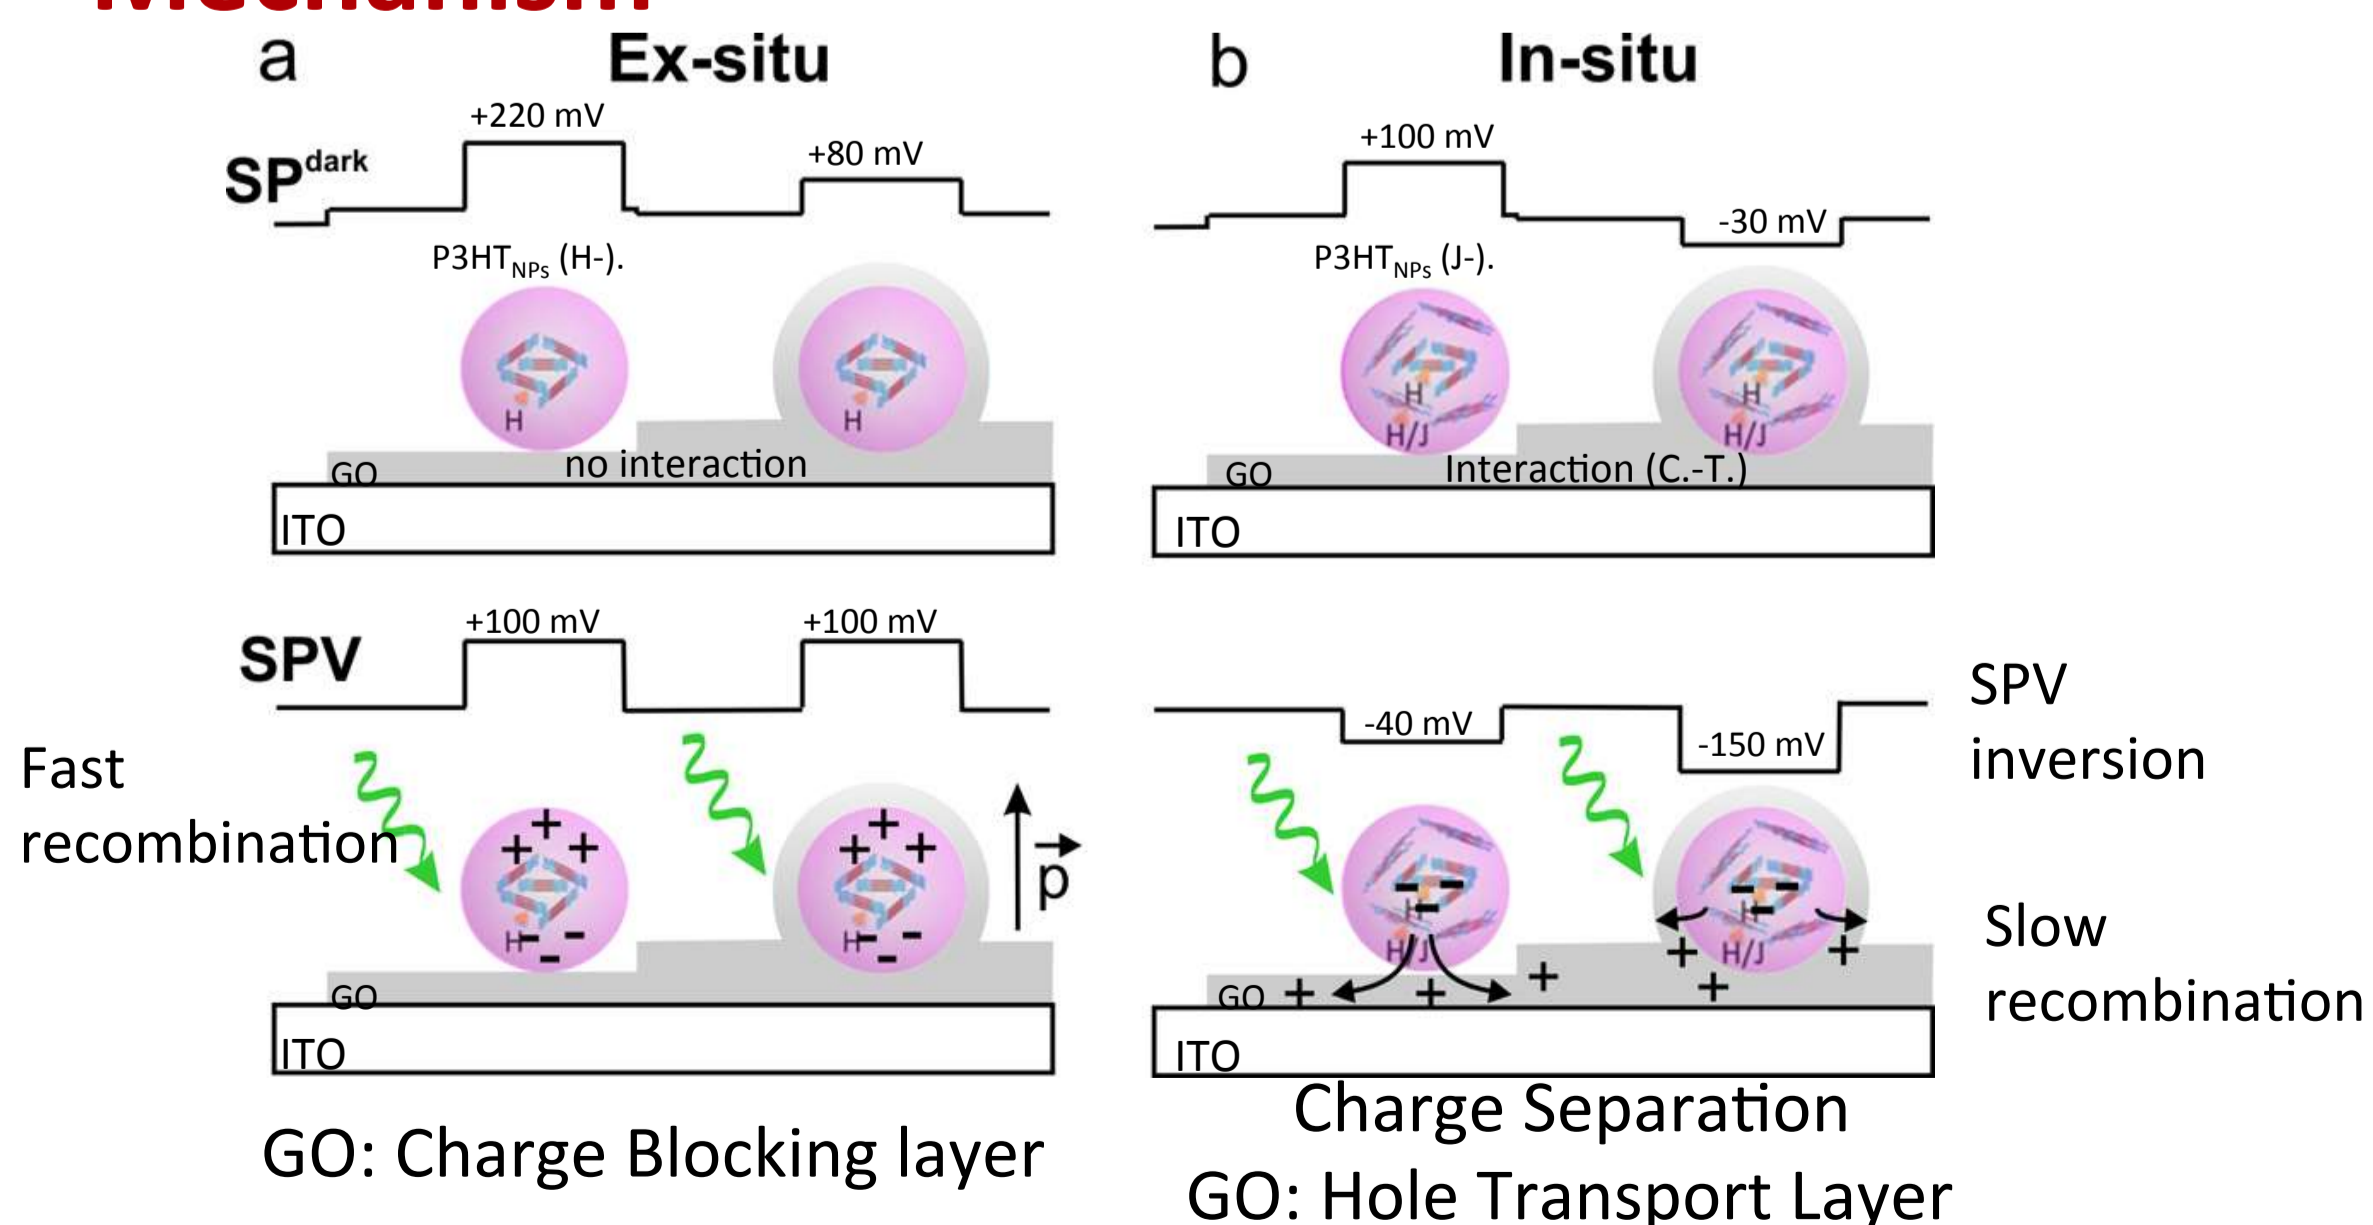 Mechanism
a Ex-situ
+220 mV
+80 mV
SPdark
P3HTNPs (H-).
H
H
GO no interaction
ITO
SPV
+100 mV
+100 mV
Fast
recombination
+ + +
+ + +
p
H - - -
H - - -
GO
ITO
GO: Charge Blocking layer
b In-situ
+100 mV
-30 mV
P3HTNPs (J-).
H
H
H/J
H/J
GO Interaction (C.-T.)
ITO
-40 mV
-150 mV
SPV
inversion
- - -
- - -
H
H
H/J
H/J
+ +
GO + + + +
ITO
Slow
recombination
Charge Separation
GO: Hole Transport Layer